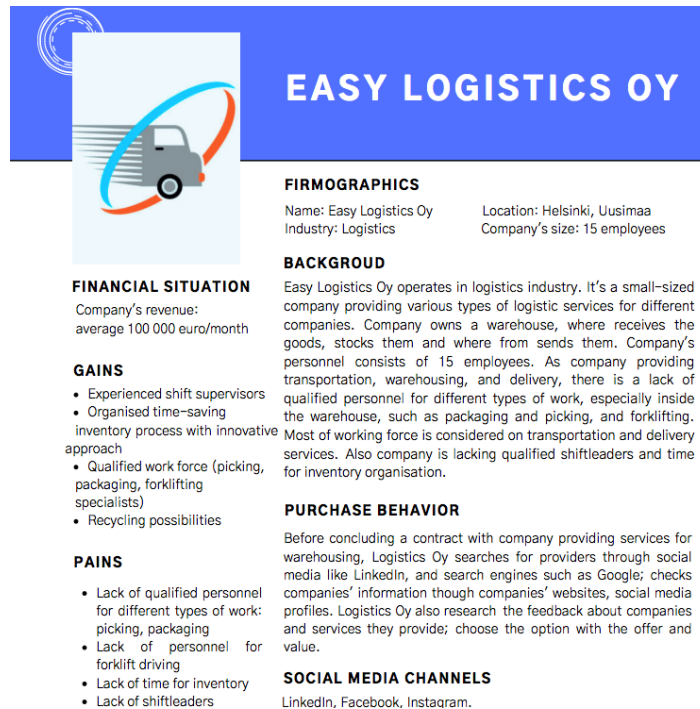 EASY LOGISTICS OY
FIRMOGRAPHICS
Name: Easy Logistics Oy
Location: Helsinki, Uusimaa
Industry: Logistics
Company's size: 15 employees
BACKGROUD
Easy Logistics Oy operates in logistics industry. It's a small-sized
company providing various types of logistic services for different
companies. Company owns a warehouse, where receives the
goods, stocks them and where from sends them. Company's
personnel consists of 15 employees. As company providing
transportation, warehousing, and delivery, there is a lack of
qualified personnel for different types of work, especially inside
the warehouse, such as packaging and picking, and forklifting.
Most of working force is considered on transportation and delivery
services. Also company is lacking qualified shiftleaders and time
for inventory organisation.
PURCHASE BEHAVIOR
Before concluding a contract with company providing services for
warehousing, Logistics Oy searches for providers through social
media like LinkedIn, and search engines such as Google; checks
companies' information though companies' websites, social media
profiles. Logistics Oy also research the feedback about companies
and services they provide; choose the option with the offer and
value.
SOCIAL MEDIA CHANNELS
LinkedIn, Facebook, Instagram.
FINANCIAL SITUATION
Company's revenue:
average 100 000 euro/month
GAINS
• Experienced shift supervisors
• Organised time-saving
inventory process with innovative
approach
• Qualified work force (picking,
packaging, forklifting
specialists)
• Recycling possibilities
PAINS
• Lack of qualified personnel
for different types of work:
picking, packaging
• Lack of personnel for
forklift driving
• Lack of time for inventory
• Lack of shiftleaders